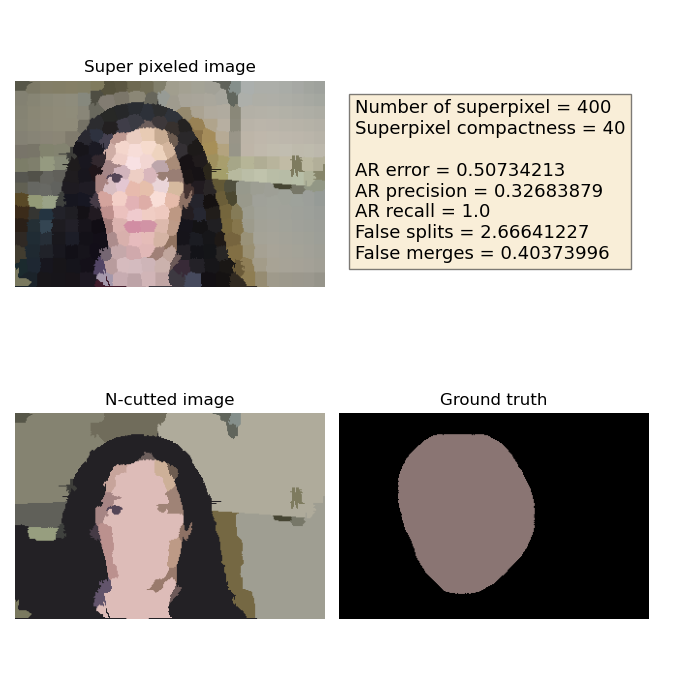 Super pixeled image
Number of superpixel = 400
Superpixel compactness = 40
AR error = 0.50734213
AR precision = 0.32683879
AR recall = 1.0
False splits = 2.66641227
False merges = 0.40373996
N-cutted image
Ground truth